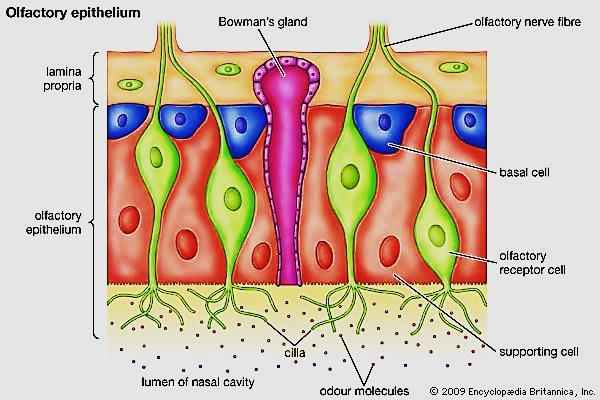 Olfactory epithelium
Bowman's gland
olfactory nerve fibre
lamina
propria
basal cell
olfactory
epithelium
olfactory
receptor cell
cilia
supporting cell
lumen of nasal cavity
odour molecules
© 2009 Encyclopædia Britannica, Inc.